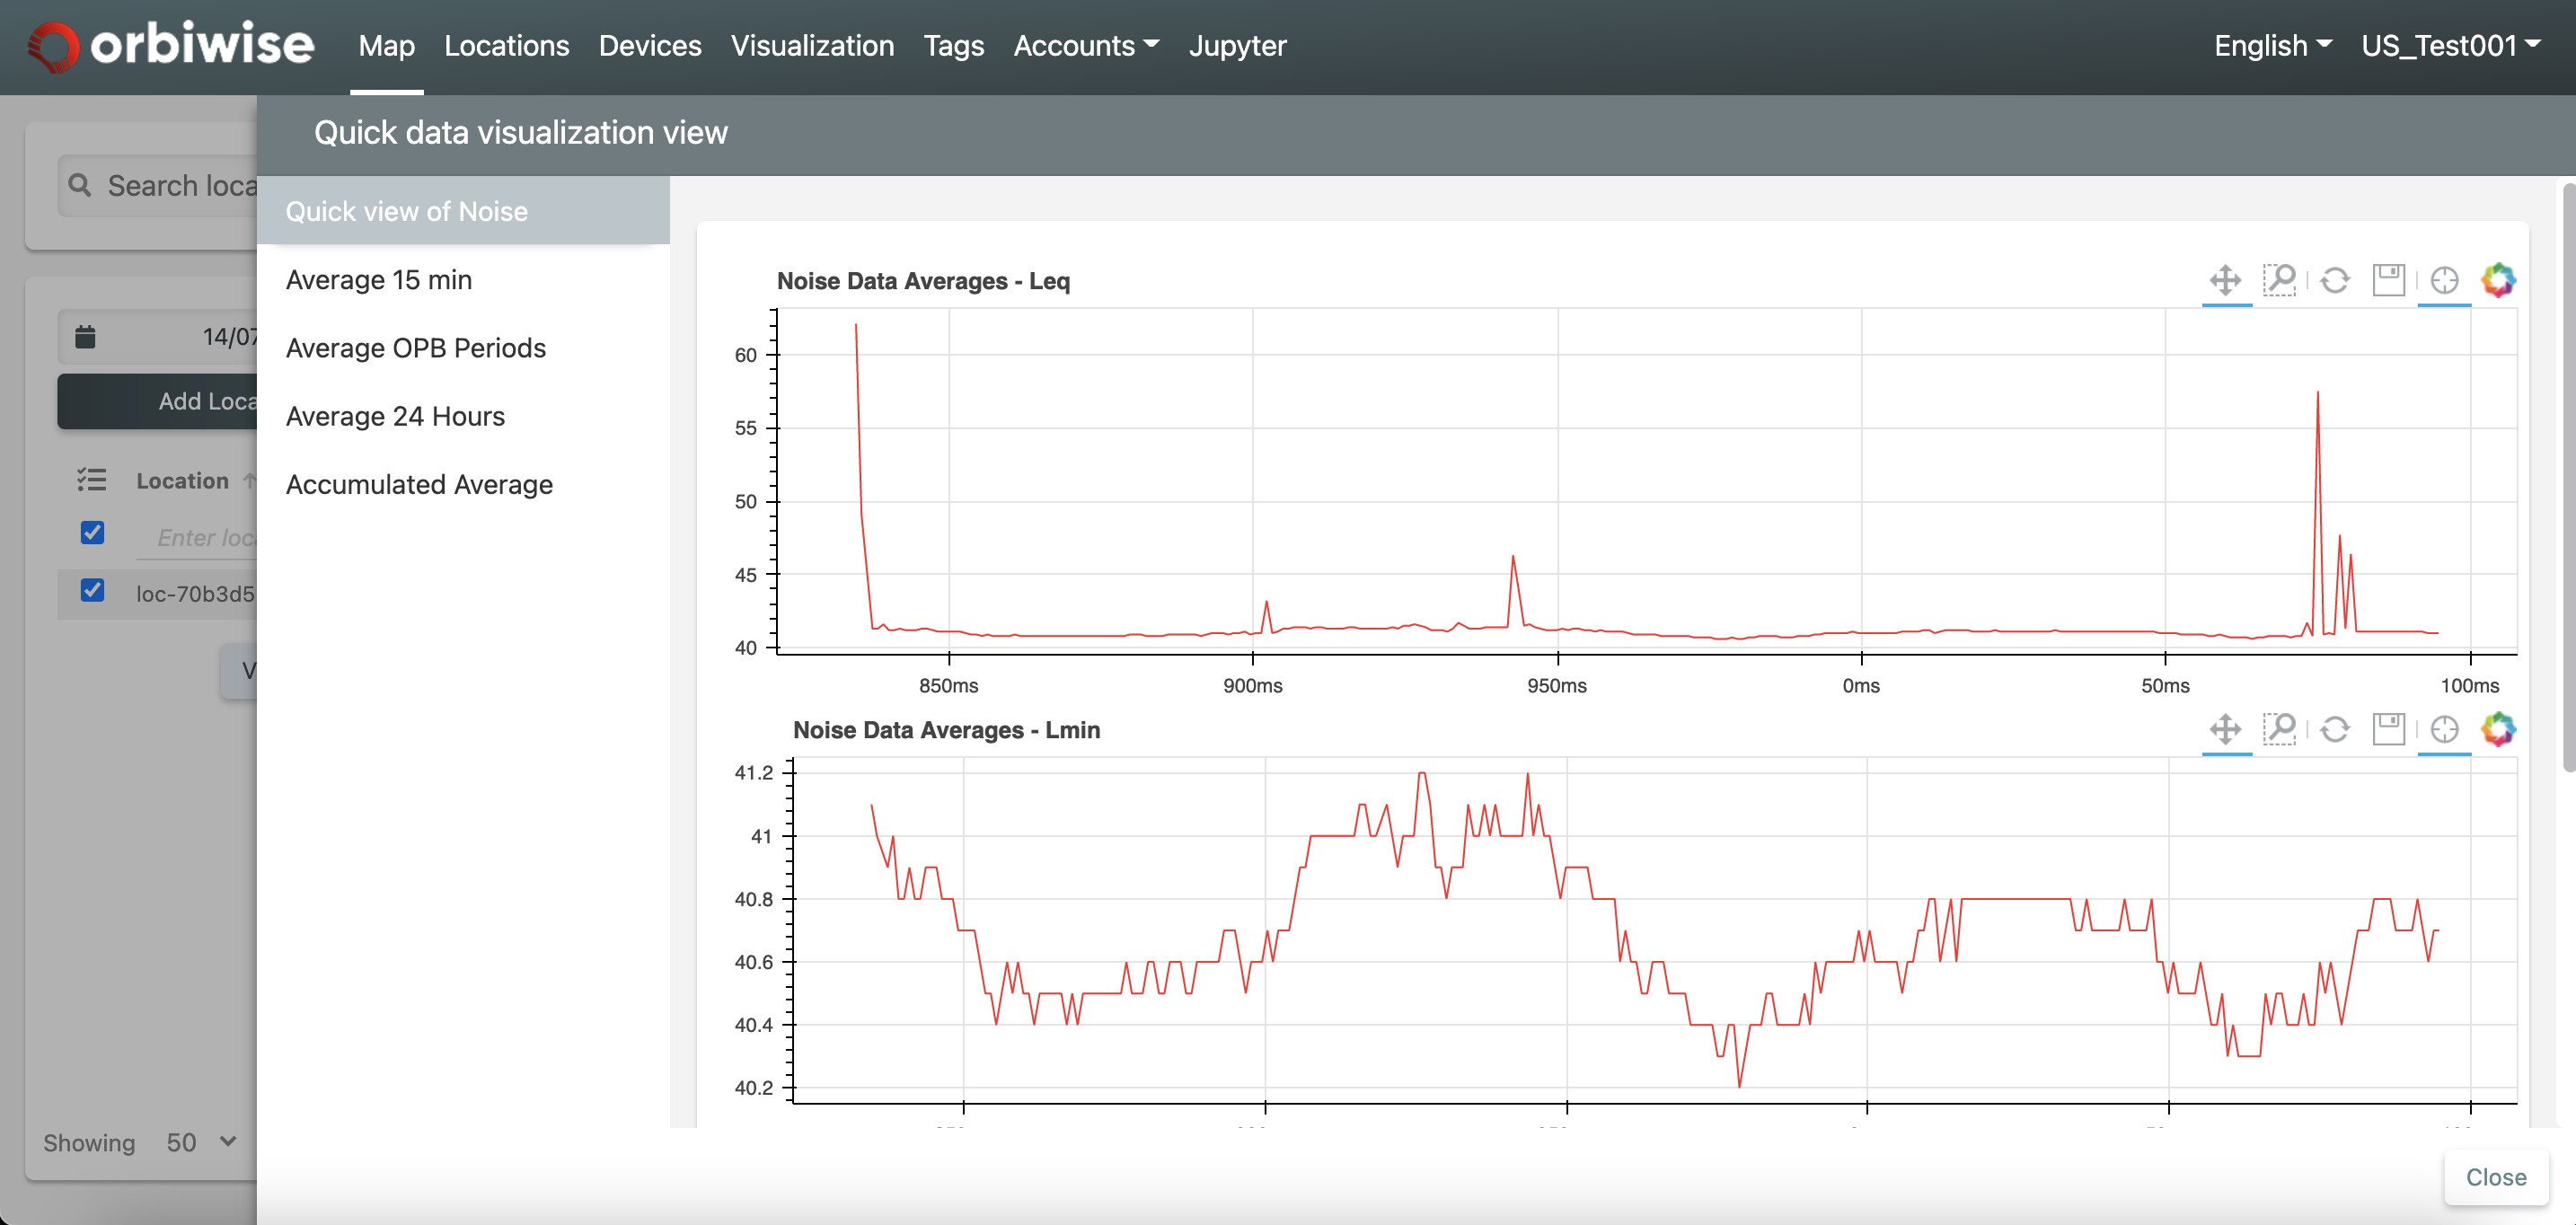 orbiwise Map Locations Devices Visualization Tags Accounts Jupyter English US_Test001
Quick data visualization view
Search loca
14/07
Add Loca
Location
Enter loc
loc-70b3d5
V
Showing 50
Quick view of Noise
Average 15 min
Average OPB Periods
Average 24 Hours
Accumulated Average
Noise Data Averages - Leq
60
55
50
45
40
850ms 900ms 950ms 0ms 50ms 100ms
Noise Data Averages - Lmin
41.2
41
40.8
40.6
40.4
40.2
Close